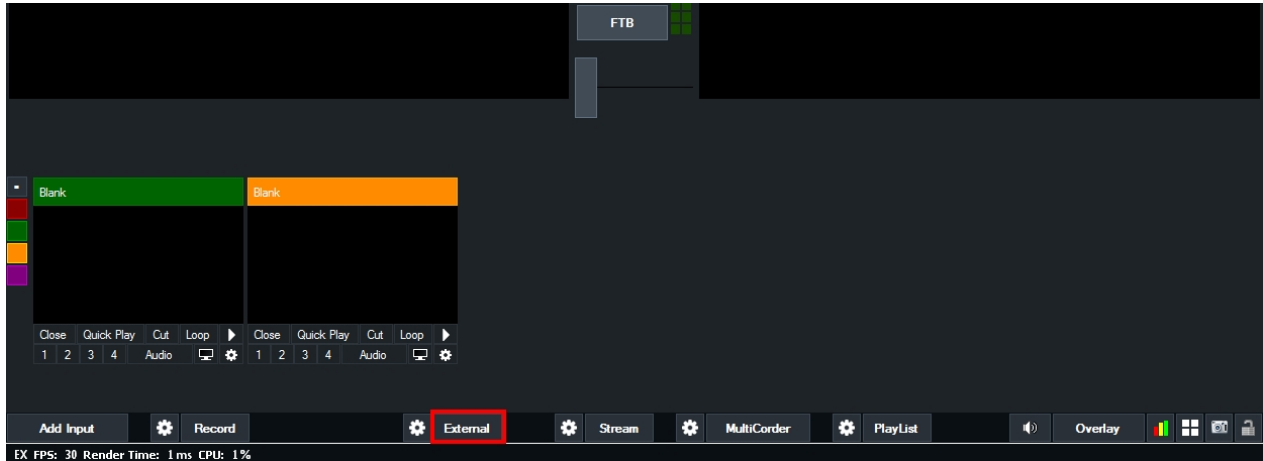 FTB
-
Blank Blank
Close Quick Play Cut Loop Close Quick Play Cut Loop
1 2 3 4 Audio 1 2 3 4 Audio
Add Input Record External Stream MultiCorder PlayList Overlay
EX FPS: 30 Render Time: 1 ms CPU: 1%